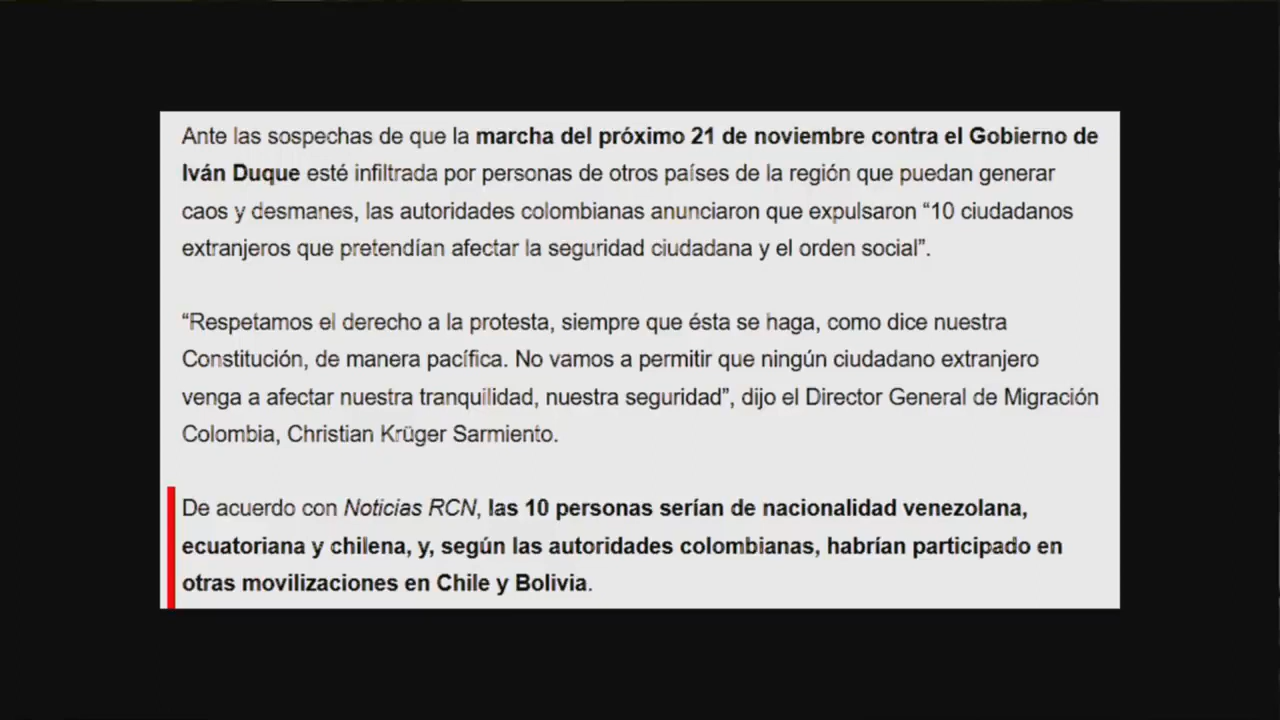 Ante las sospechas de que la marcha del próximo 21 de noviembre contra el Gobierno de
Iván Duque esté infiltrada por personas de otros países de la región que puedan generar
caos y desmanes, las autoridades colombianas anunciaron que expulsaron “10 ciudadanos
extranjeros que pretendían afectar la seguridad ciudadana y el orden social”.
“Respetamos el derecho a la protesta, siempre que ésta se haga, como dice nuestra
Constitución, de manera pacífica. No vamos a permitir que ningún ciudadano extranjero
venga a afectar nuestra tranquilidad, nuestra seguridad”, dijo el Director General de Migración
Colombia, Christian Krüger Sarmiento.
De acuerdo con Noticias RCN, las 10 personas serían de nacionalidad venezolana,
ecuatoriana y chilena, y, según las autoridades colombianas, habrían participado en
otras movilizaciones en Chile y Bolivia.